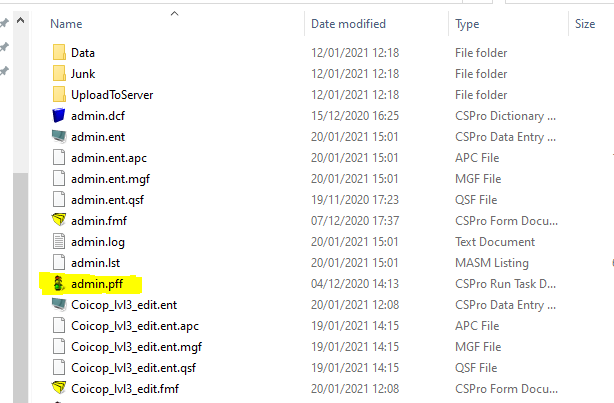 Name Date modified Type Size
Data 12/01/2021 12:18 File folder
Junk 12/01/2021 12:18 File folder
UploadToServer 12/01/2021 12:18 File folder
admin.dcf 15/12/2020 16:25 CSPro Dictionary ...
admin.ent 20/01/2021 15:01 CSPro Data Entry ...
admin.ent.apc 20/01/2021 15:01 APC File
admin.ent.mgf 20/01/2021 15:01 MGF File
admin.ent.qsf 19/11/2020 17:23 QSF File
admin.fmf 07/12/2020 17:37 CSPro Form Docu...
admin.log 20/01/2021 15:01 Text Document
admin.lst 20/01/2021 15:01 MASM Listing
admin.pff 04/12/2020 14:13 CSPro Run Task D...
Coicop_lvl3_edit.ent 20/01/2021 12:08 CSPro Data Entry ...
Coicop_lvl3_edit.ent.apc 19/01/2021 14:15 APC File
Coicop_lvl3_edit.ent.mgf 19/01/2021 14:15 MGF File
Coicop_lvl3_edit.ent.qsf 19/01/2021 14:15 QSF File
Coicop_lvl3_edit.fmf 20/01/2021 12:08 CSPro Form Docu...